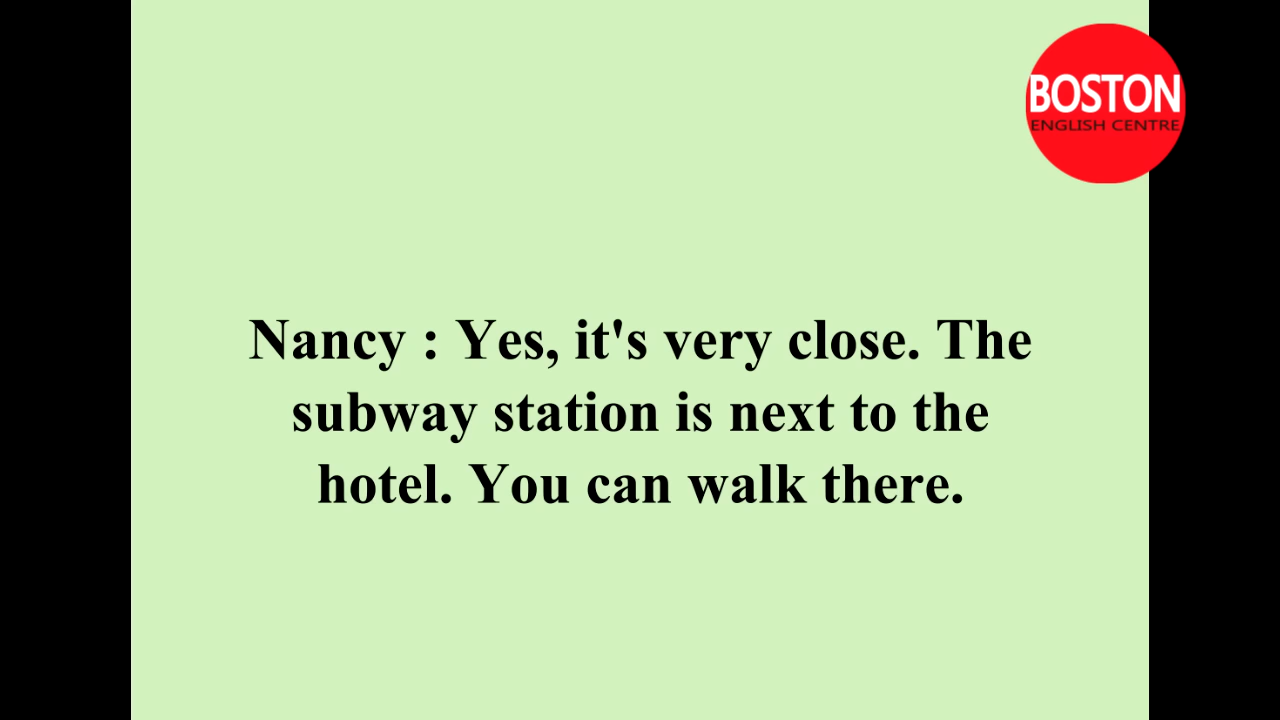 BOSTON
ENGLISH CENTRE
Nancy : Yes, it's very close. The
subway station is next to the
hotel. You can walk there.